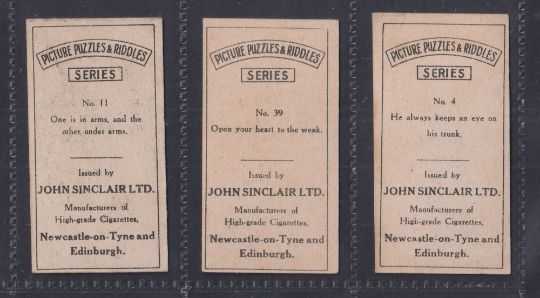 PICTURE PUZZLES & RIDDLES
SERIES
No. 11
One is in arms, and the
other undes arms.
Issued by
JOHN SINCLAIR LTD.
Manufacturers of
High-grade Cigarettes,
Newcastle-on-Tyne and
Edinburgh.
PICTURE PUZZLES & RIDDLES
SERIES
No. 39
Open your heart to the weak.
Issued by
JOHN SINCLAIR LTD.
Manufacturers of
High-grade Cigarettes,
Newcastle-on-Tyne and
Edinburgh.
PICTURE PUZZLES & RIDDLES
SERIES
No. 4
He always keeps an eye on
his trunk.
Issued by
JOHN SINCLAIR LTD.
Manufacturers of
High-grade Cigarettes,
Newcastle-on-Tyne and
Edinburgh.